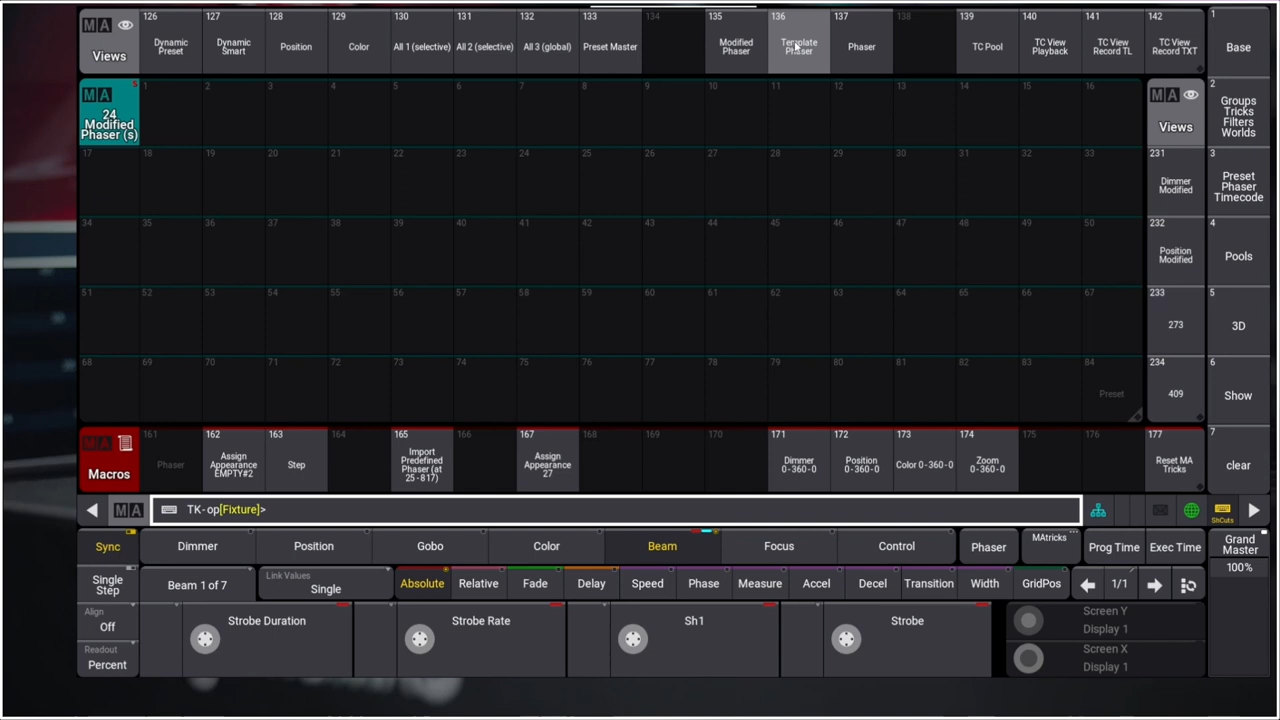 126 127 128 129 130 131 132 133 134 135 136 137 138 139 140 141 142
MA Views
Dynamic Preset
Dynamic Smart
Position
Color
All 1 (selective)
All 2 (selective)
All 3 (global)
Preset Master
Modified Phaser
Template Phaser
Phaser
TC Pool
TC View Playback
TC View Record TL
TC View Record TXT
1 Base
MA S
24
Modified
Phaser (s)
1 2 3 4 5 6 7 8 9 10 11 12 13 14 15 16
MA Views
2
Groups
Tricks
Filters
Worlds
17 18 19 20 21 22 23 24 25 26 27 28 29 30 31 32 33
231
Dimmer
Modified
3
Preset
Phaser
Timecode
34 35 36 37 38 39 40 41 42 43 44 45 46 47 48 49 50
232
Position
Modified
4
Pools
51 52 53 54 55 56 57 58 59 60 61 62 63 64 65 66 67
233
273
5
3D
68 69 70 71 72 73 74 75 76 77 78 79 80 81 82 83 84
Preset
234
409
6
Show
MA Macros
161 Phaser
162 Assign Appearance EMPTY#2
163 Step
164
165 Import Predefined Phaser (at 25-817)
166
167 Assign Appearance 27
168 169 170
171 Dimmer 0-360-0
172 Position 0-360-0
173 Color 0-360-0
174 Zoom 0-360-0
175 176
177 Reset MA Tricks
7
clear
MA TK-op[Fixture]>
ShCuts
Sync Dimmer Position Gobo Color Beam Focus Control Phaser MAtricks Prog Time Exec Time
Grand
Master
100%
Single
Step
Beam 1 of 7
Link Values
Single
Absolute Relative Fade Delay Speed Phase Measure Accel Decel Transition Width GridPos 1/1
Align
Off
Readout
Percent
Strobe Duration Strobe Rate Sh1 Strobe
Screen Y
Display 1
Screen X
Display 1